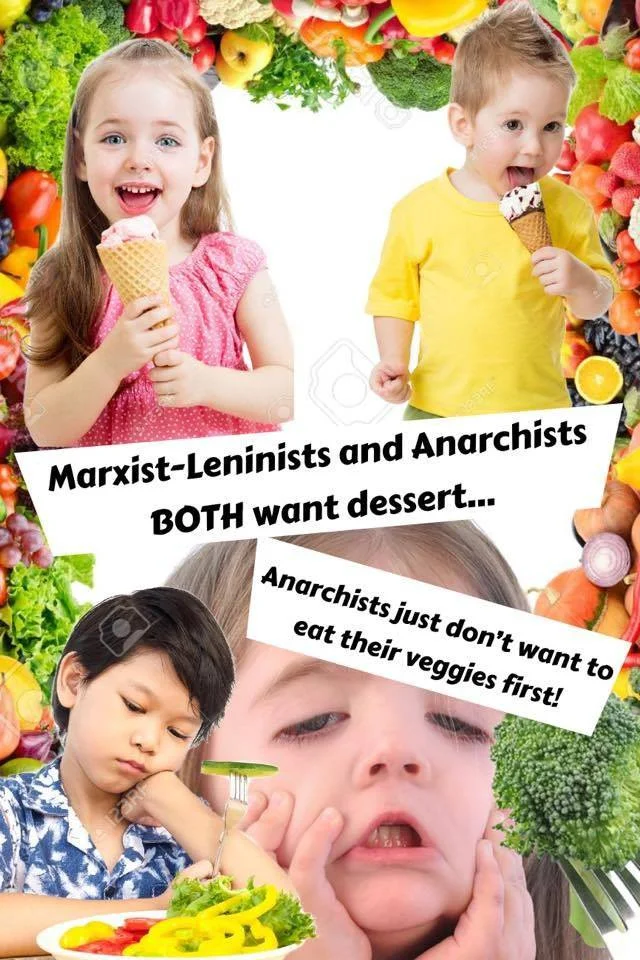 Marxist-Leninists and Anarchists
BOTH want dessert...
Anarchists just don't want to
eat their veggies first!